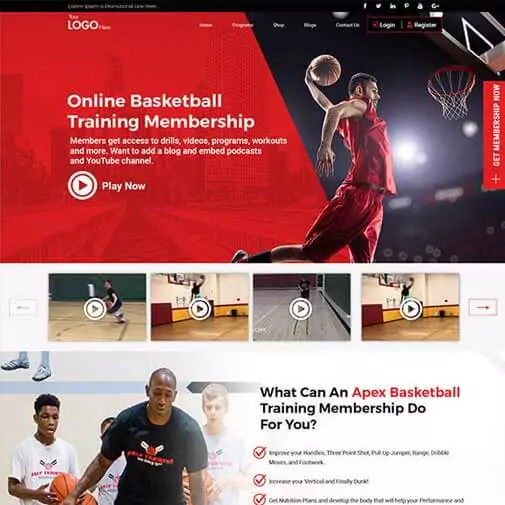 Lorem Ipsum is Promotional Line Here
Your
LOGO Here
Home Programs Shop Blogs Contact Us Login Register
Online Basketball
Training Membership
Members get access to drills, videos, programs, workouts
and more. Want to add a blog and embed podcasts
and YouTube channel.
Play Now
GET MEMBERSHIP NOW
What Can An Apex Basketball
Training Membership Do
For You?
Improve your Handles, Three Point Shot, Pull Up Jumper, Range, Dribble
Moves, and Footwork.
Increase your Vertical and Finally Dunk!
Get Nutrition Plans and develop the body that will help your Performance and